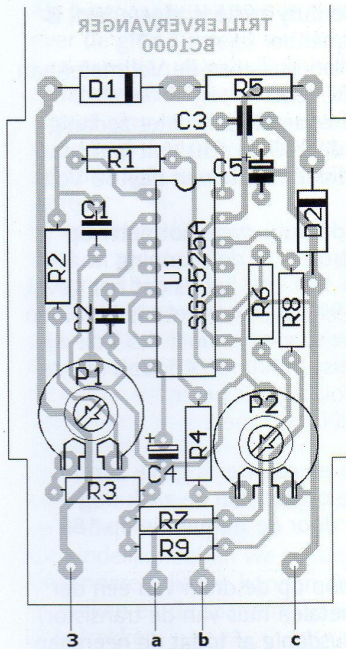 TRILLERVERVANGER
BC1000
D1
R5
C3
R1
C5
+
C1
D2
U1
SG3525A
R2
C2
R6
R8
P1
P2
+
C4
R4
R3
R7
R9
3
a
b
c